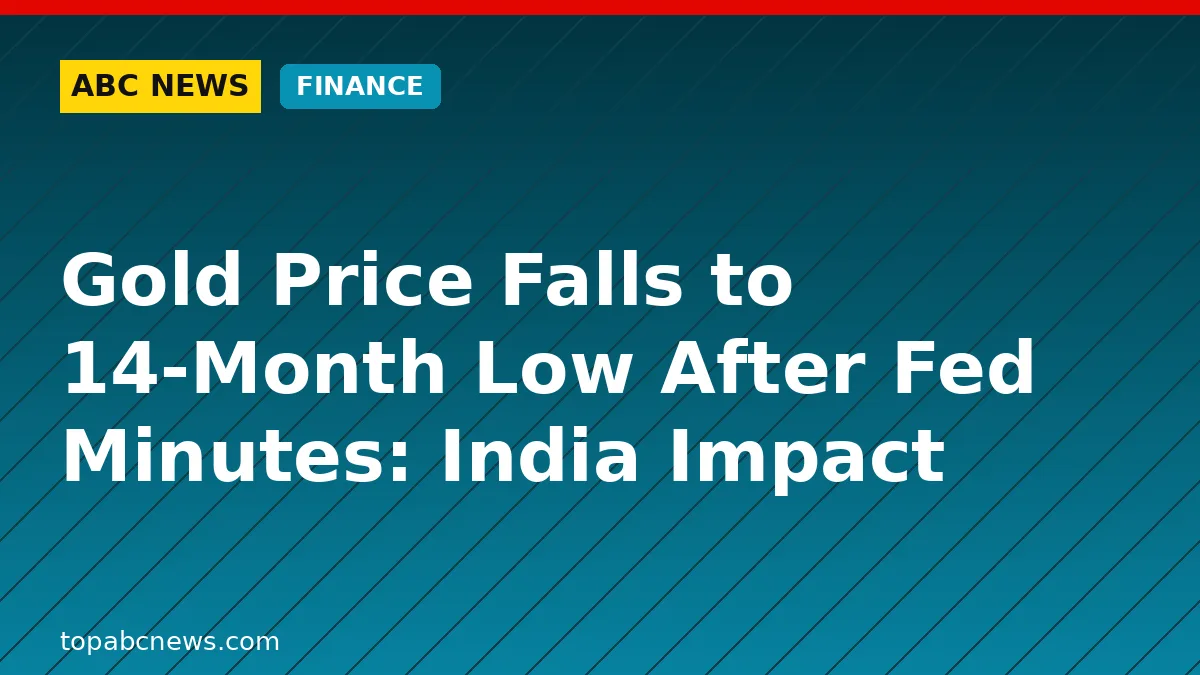 ABC NEWS
FINANCE
Gold Price Falls to
14-Month Low After Fed
Minutes: India Impact
topabcnews.com